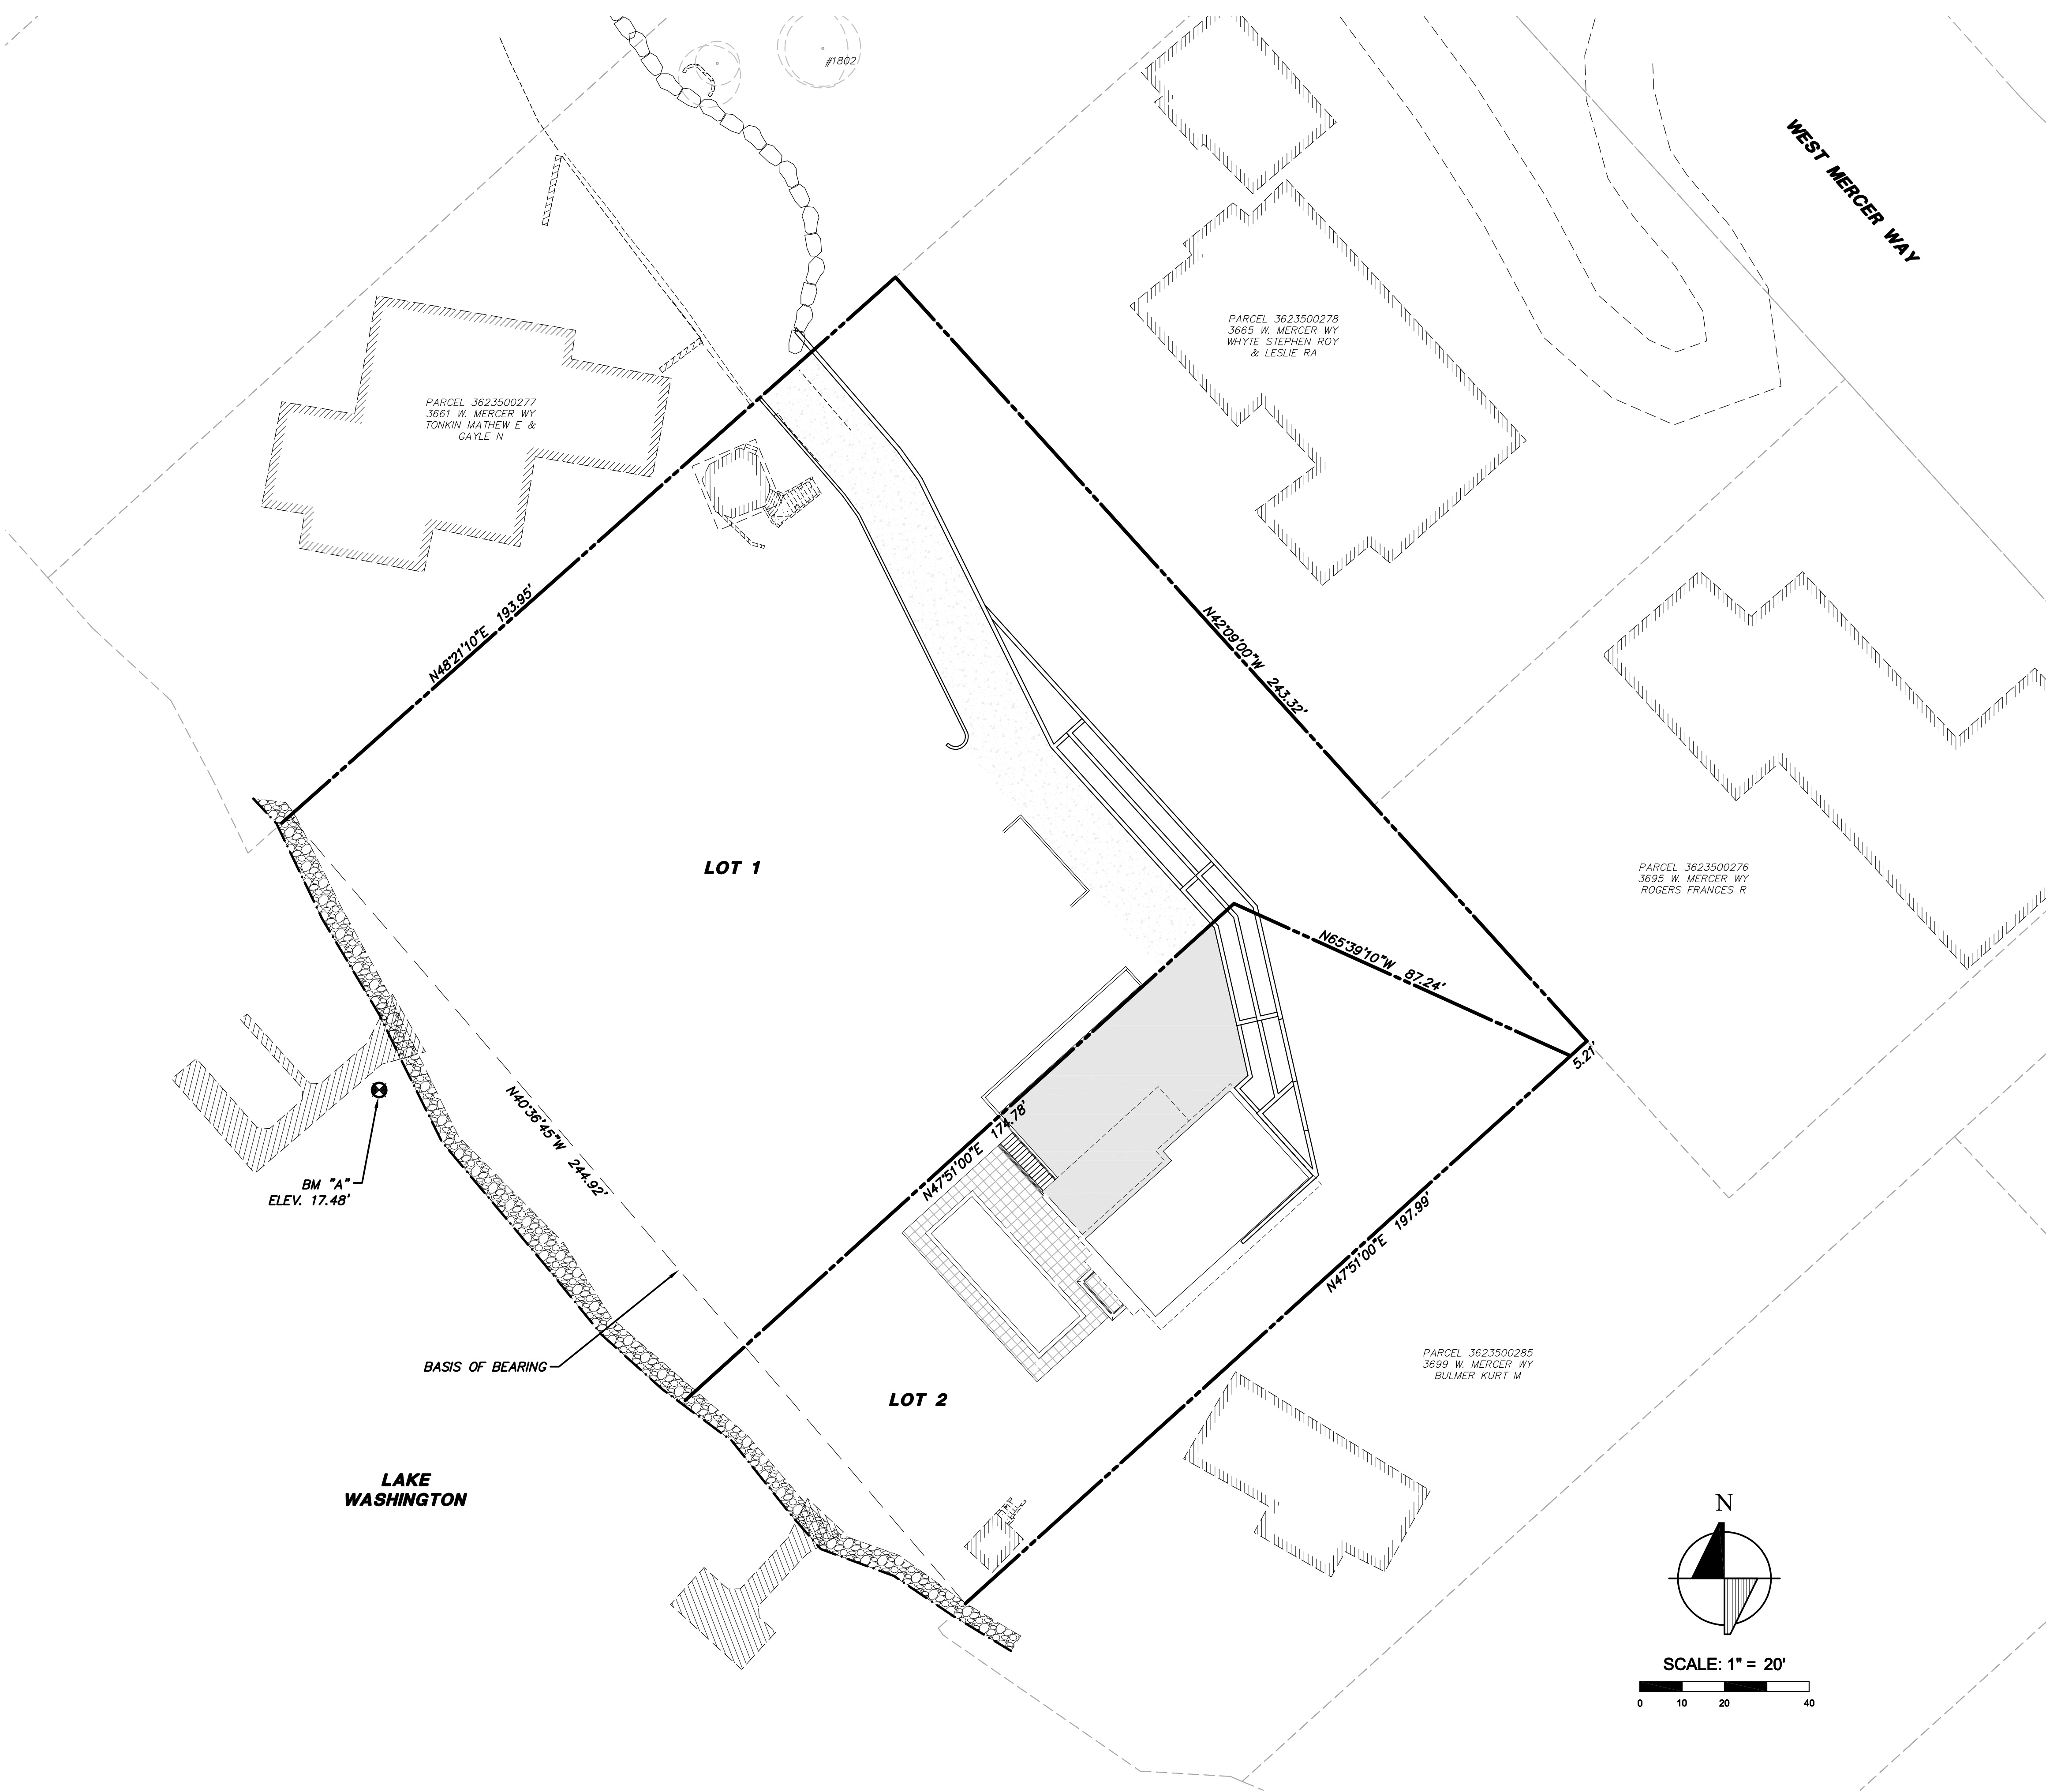 #1802
WEST MERCER WAY
PARCEL 3623500278
3665 W. MERCER WY
WHYTE STEPHEN ROY
& LESLIE RA
PARCEL 3623500277
3661 W. MERCER WY
TONKIN MATHEW E &
GAYLE N
N48°21'10"E 193.95'
N42°09'00"W 243.32'
LOT 1
PARCEL 3623500276
3695 W. MERCER WY
ROGERS FRANCES R
N65°39'10"W 87.24'
5.21'
N40°36'45"W 244.92'
N47°51'00"E 174.78'
BM "A"
ELEV. 17.48'
N47°51'00"E 197.99'
BASIS OF BEARING
PARCEL 3623500285
3699 W. MERCER WY
BULMER KURT M
LOT 2
LAKE
WASHINGTON
N
SCALE: 1" = 20'
0 10 20 40